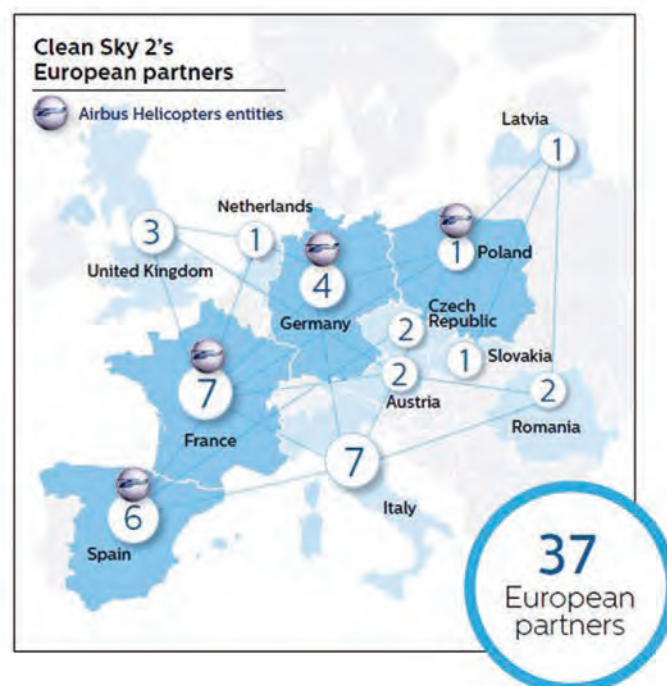 Clean Sky 2's
European partners
Airbus Helicopters entities
Latvia
1
Netherlands
3
1
1
Poland
United Kingdom
4
Germany
Czech
Republic
2
Slovakia
1
7
2
Austria
2
Romania
France
7
Italy
6
Spain
37
European
partners